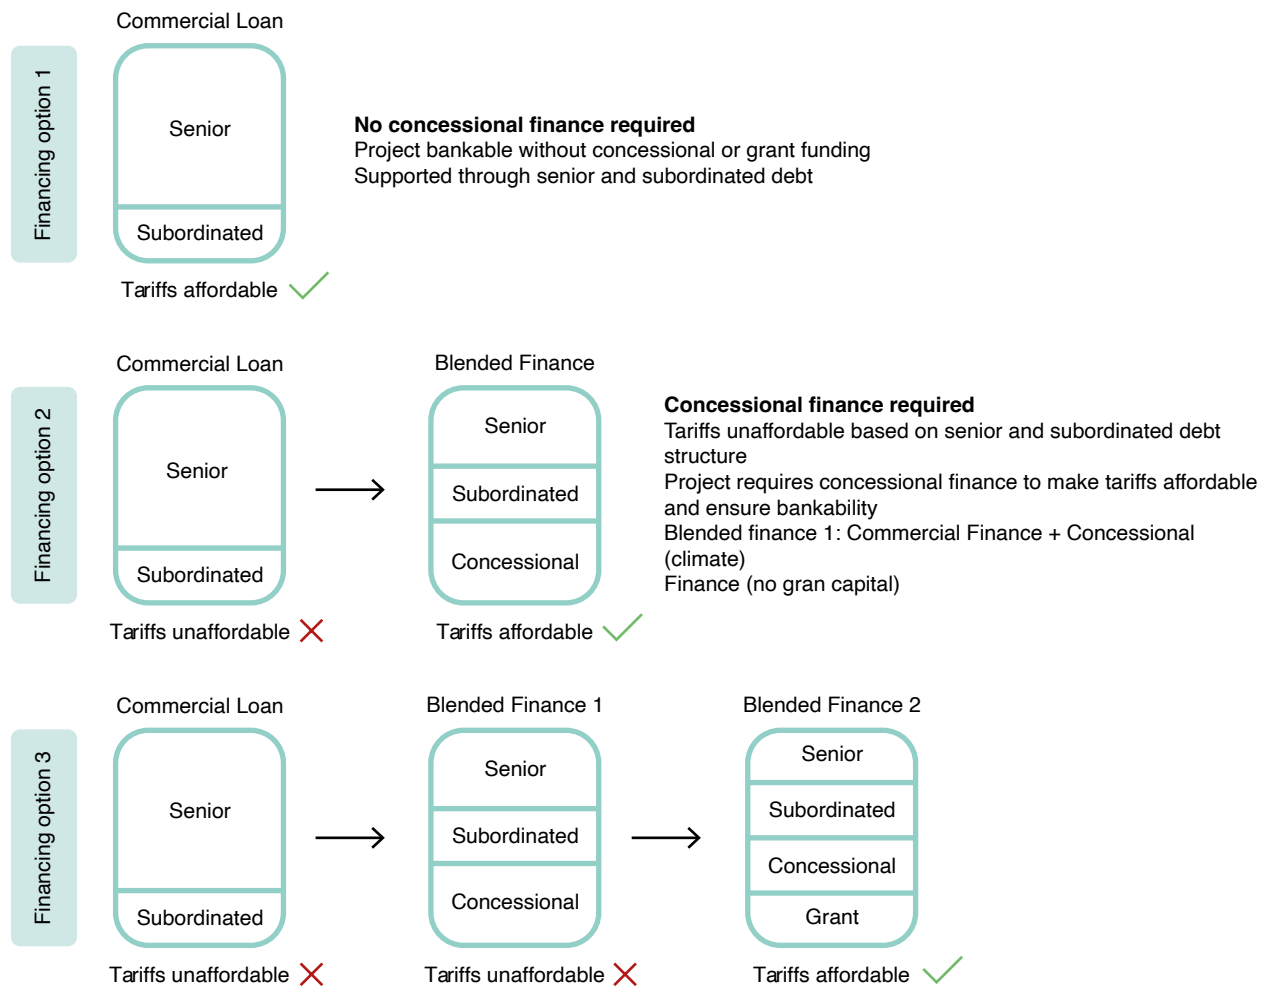 Financing option 1
Commercial Loan
Senior
Subordinated
Tariffs affordable
No concessional finance required
Project bankable without concessional or grant funding
Supported through senior and subordinated debt
Financing option 2
Commercial Loan
Senior
Subordinated
Tariffs unaffordable
Blended Finance
Senior
Subordinated
Concessional
Tariffs affordable
Concessional finance required
Tariffs unaffordable based on senior and subordinated debt
structure
Project requires concessional finance to make tariffs affordable
and ensure bankability
Blended finance 1: Commercial Finance + Concessional
(climate)
Finance (no gran capital)
Financing option 3
Commercial Loan
Senior
Subordinated
Tariffs unaffordable
Blended Finance 1
Senior
Subordinated
Concessional
Tariffs unaffordable
Blended Finance 2
Senior
Subordinated
Concessional
Grant
Tariffs affordable